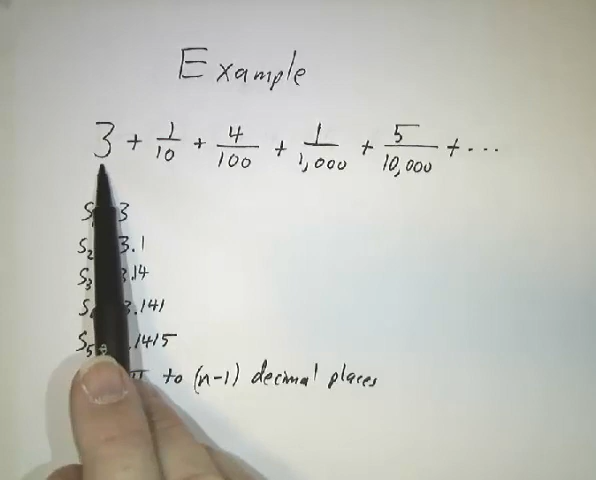 Example
3 + 1/10 + 4/100 + 1/1,000 + 5/10,000 + ...
S 3
S2 3.1
S3 3.14
S 3.141
S5 .1415
to (n-1) decimal places